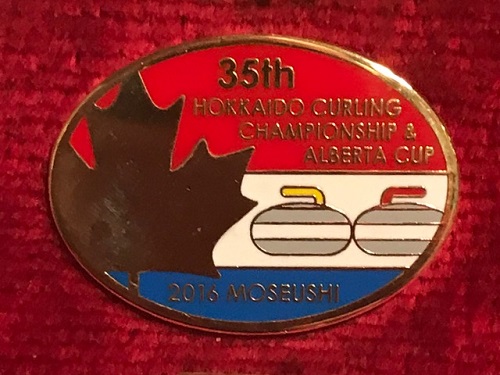 35th
HOKKAIDO CURLING
CHAMPIONSHIP &
ALBERTA CUP
2016 MOSEUSHI